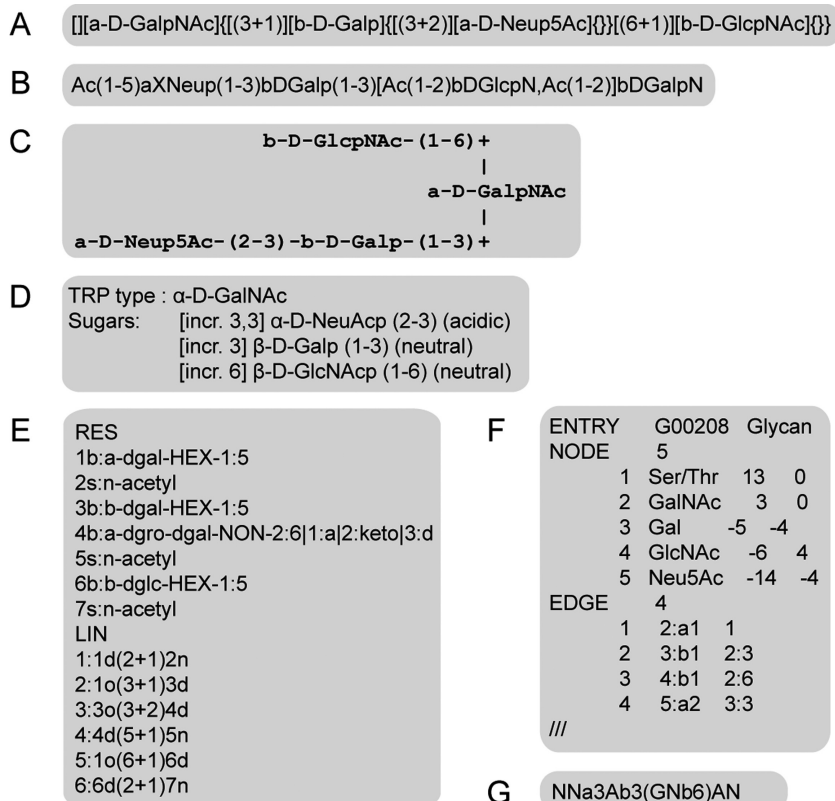 A
[][a-D-GalpNAc]{[(3+1)][b-D-Galp]{[(3+2)][a-D-Neup5Ac]{}}[(6+1)][b-D-GlcpNAc]{}}
B
Ac(1-5)aXNeup(1-3)bDGalp(1-3)[Ac(1-2)bDGlcpN,Ac(1-2)]bDGalpN
C
b-D-GlcpNAc-(1-6)+
|
a-D-GalpNAc
|
a-D-Neup5Ac-(2-3)-b-D-Galp-(1-3)+
D
TRP type : α-D-GalNAc
Sugars: [incr. 3,3] α-D-NeuAcp (2-3) (acidic)
[incr. 3] β-D-Galp (1-3) (neutral)
[incr. 6] β-D-GlcNAcp (1-6) (neutral)
E
RES
1b:a-dgal-HEX-1:5
2s:n-acetyl
3b:b-dgal-HEX-1:5
4b:a-dgro-dgal-NON-2:6|1:a|2:keto|3:d
5s:n-acetyl
6b:b-dglc-HEX-1:5
7s:n-acetyl
LIN
1:1d(2+1)2n
2:1o(3+1)3d
3:3o(3+2)4d
4:4d(5+1)5n
5:1o(6+1)6d
6:6d(2+1)7n
F
ENTRY G00208 Glycan
NODE 5
1 Ser/Thr 13 0
2 GalNAc 3 0
3 Gal -5 -4
4 GlcNAc -6 4
5 Neu5Ac -14 -4
EDGE 4
1 2:a1 1
2 3:b1 2:3
3 4:b1 2:6
4 5:a2 3:3
///
G
NNa3Ab3(GNb6)AN